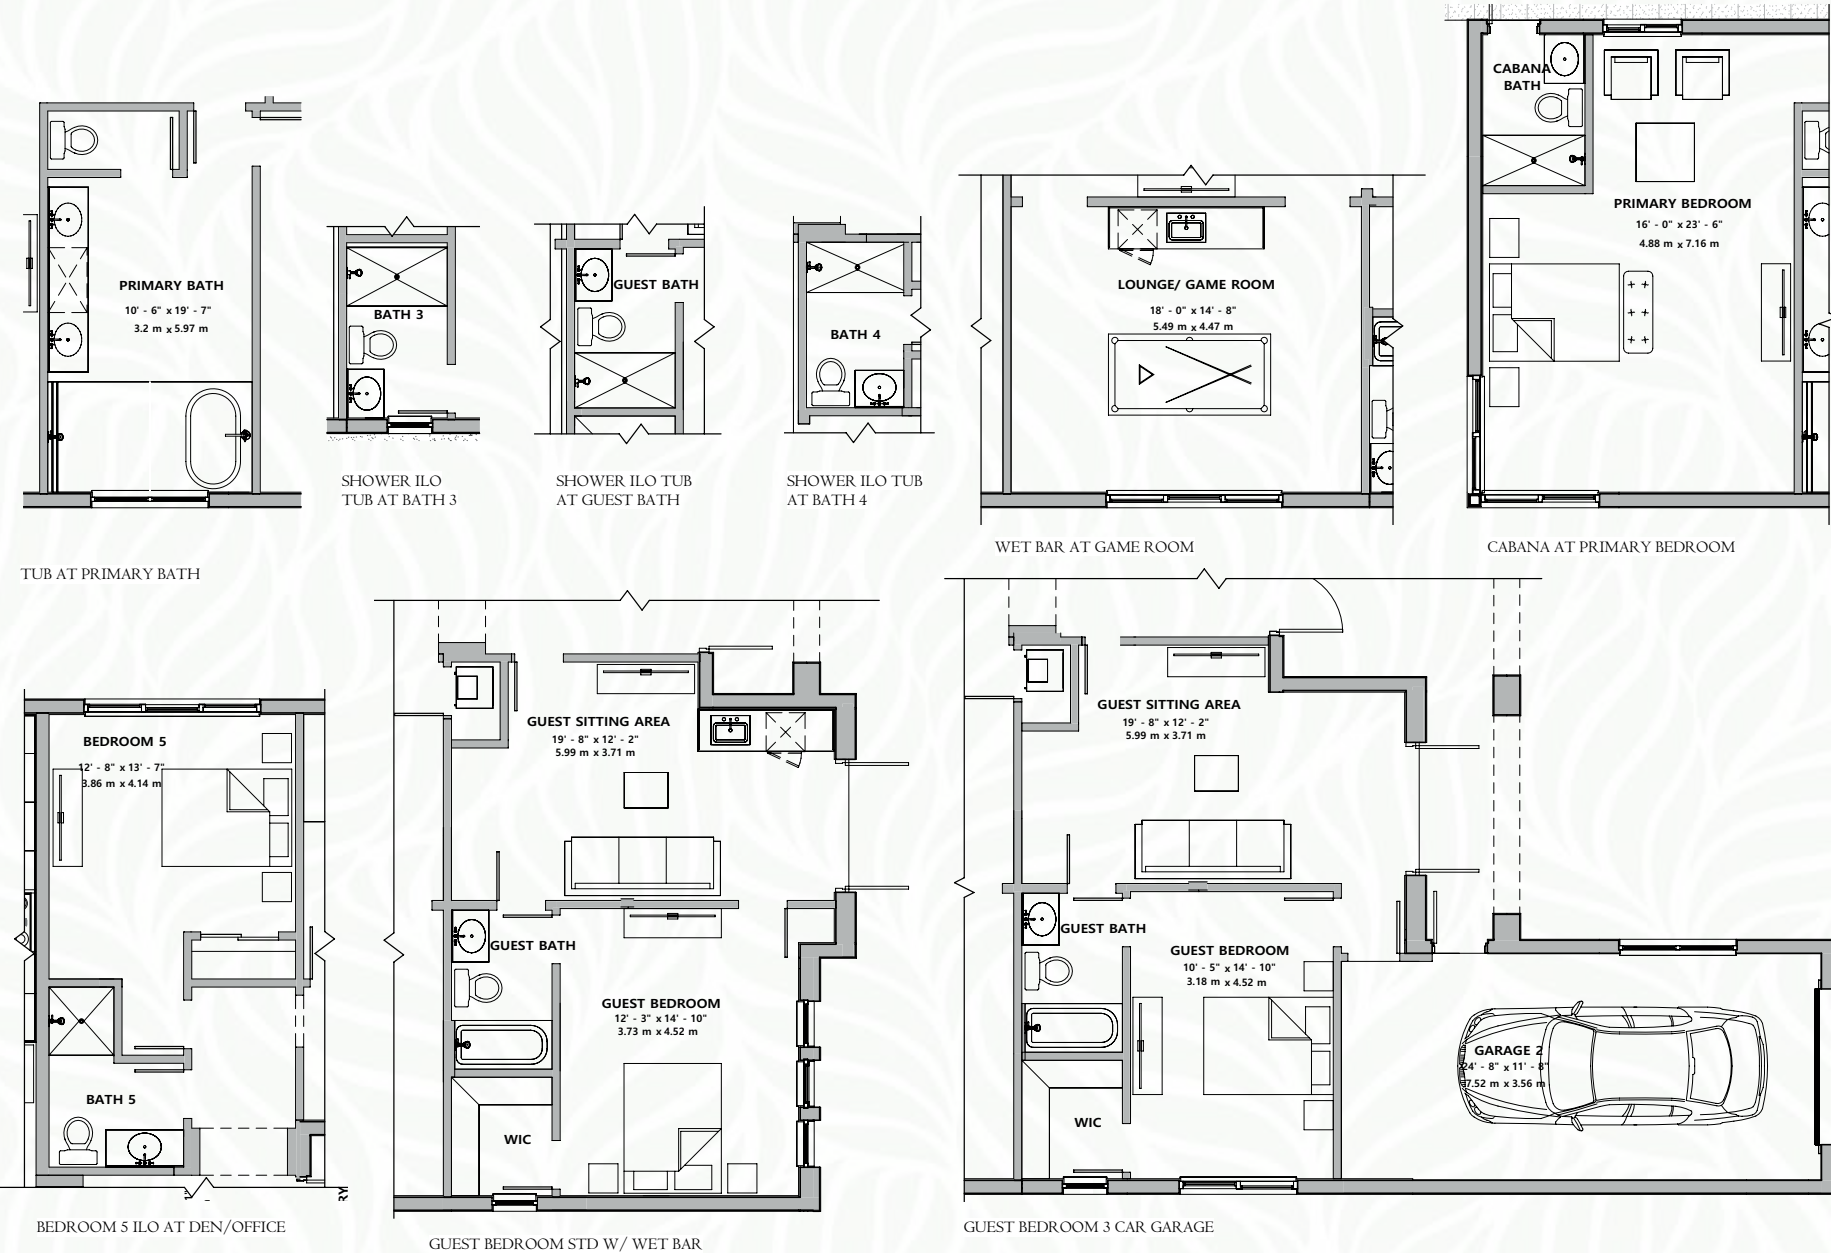 CABANA
BATH
PRIMARY BEDROOM
16' - 0" x 23' - 6"
4.88 m x 7.16 m
CABANA AT PRIMARY BEDROOM
PRIMARY BATH
10' - 6" x 19' - 7"
3.2 m x 5.97 m
TUB AT PRIMARY BATH
BATH 3
SHOWER ILO
TUB AT BATH 3
GUEST BATH
SHOWER ILO TUB
AT GUEST BATH
BATH 4
SHOWER ILO TUB
AT BATH 4
LOUNGE/ GAME ROOM
18' - 0" x 14' - 8"
5.49 m x 4.47 m
WET BAR AT GAME ROOM
BEDROOM 5
12' - 8" x 13' - 7"
3.86 m x 4.14 m
BATH 5
RY
BEDROOM 5 ILO AT DEN/OFFICE
GUEST SITTING AREA
19' - 8" x 12' - 2"
5.99 m x 3.71 m
GUEST BATH
GUEST BEDROOM
12' - 3" x 14' - 10"
3.73 m x 4.52 m
WIC
GUEST BEDROOM STD W/ WET BAR
GUEST SITTING AREA
19' - 8" x 12' - 2"
5.99 m x 3.71 m
GUEST BATH
GUEST BEDROOM
10' - 5" x 14' - 10"
3.18 m x 4.52 m
WIC
GARAGE 2
24' - 8" x 11' - 8"
7.52 m x 3.56 m
GUEST BEDROOM 3 CAR GARAGE